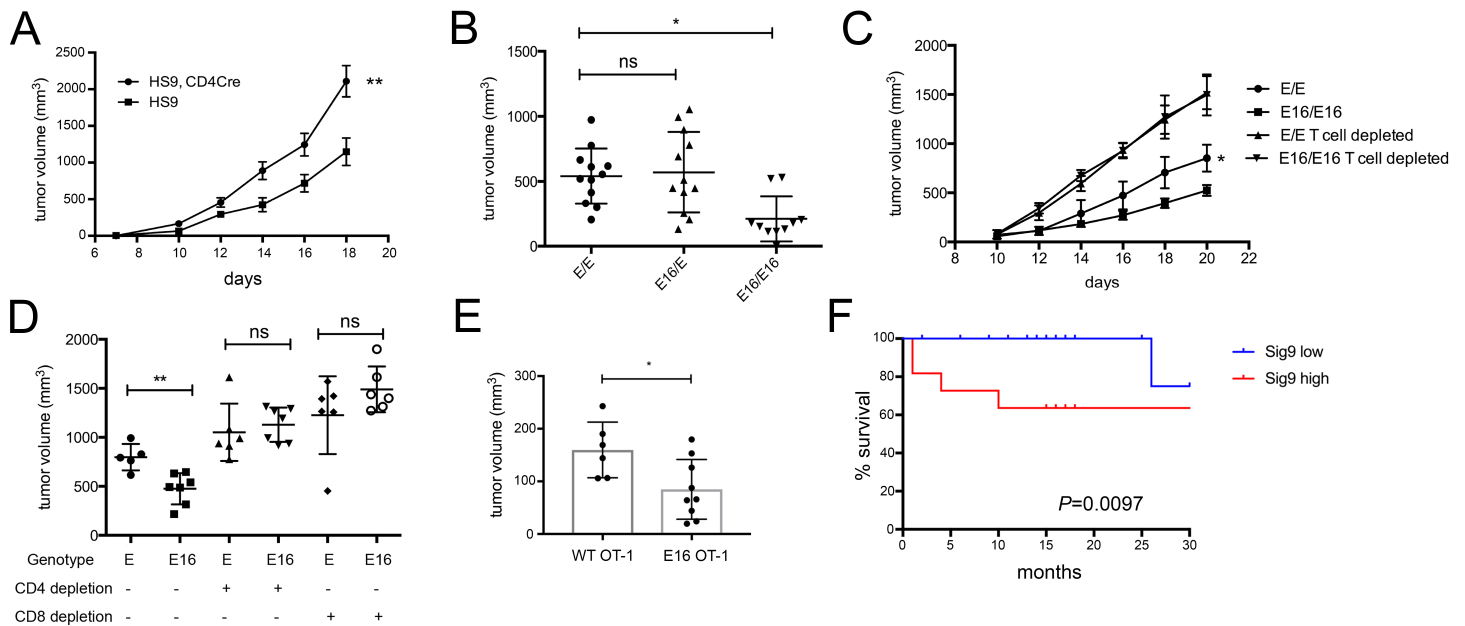 A
2500
2000
1500
1000
500
0
tumor volume (mm³)
HS9, CD4Cre
HS9
**
6 8 10 12 14 16 18 20
days
B
1500
1000
500
0
tumor volume (mm³)
*
ns
E/E
E16/E
E16/E16
C
2000
1500
1000
500
0
tumor volume (mm³)
E/E
E16/E16
E/E T cell depleted
E16/E16 T cell depleted
*
8 10 12 14 16 18 20 22
days
D
2000
1500
1000
500
0
tumor volume (mm³)
**
ns
ns
Genotype E E16 E E16 E E16
CD4 depletion - - + + - -
CD8 depletion - - - - + +
E
300
200
100
0
tumor volume (mm³)
*
WT OT-1 E16 OT-1
F
100
80
60
40
20
0
% survival
Sig9 low
Sig9 high
P=0.0097
0 5 10 15 20 25 30
months